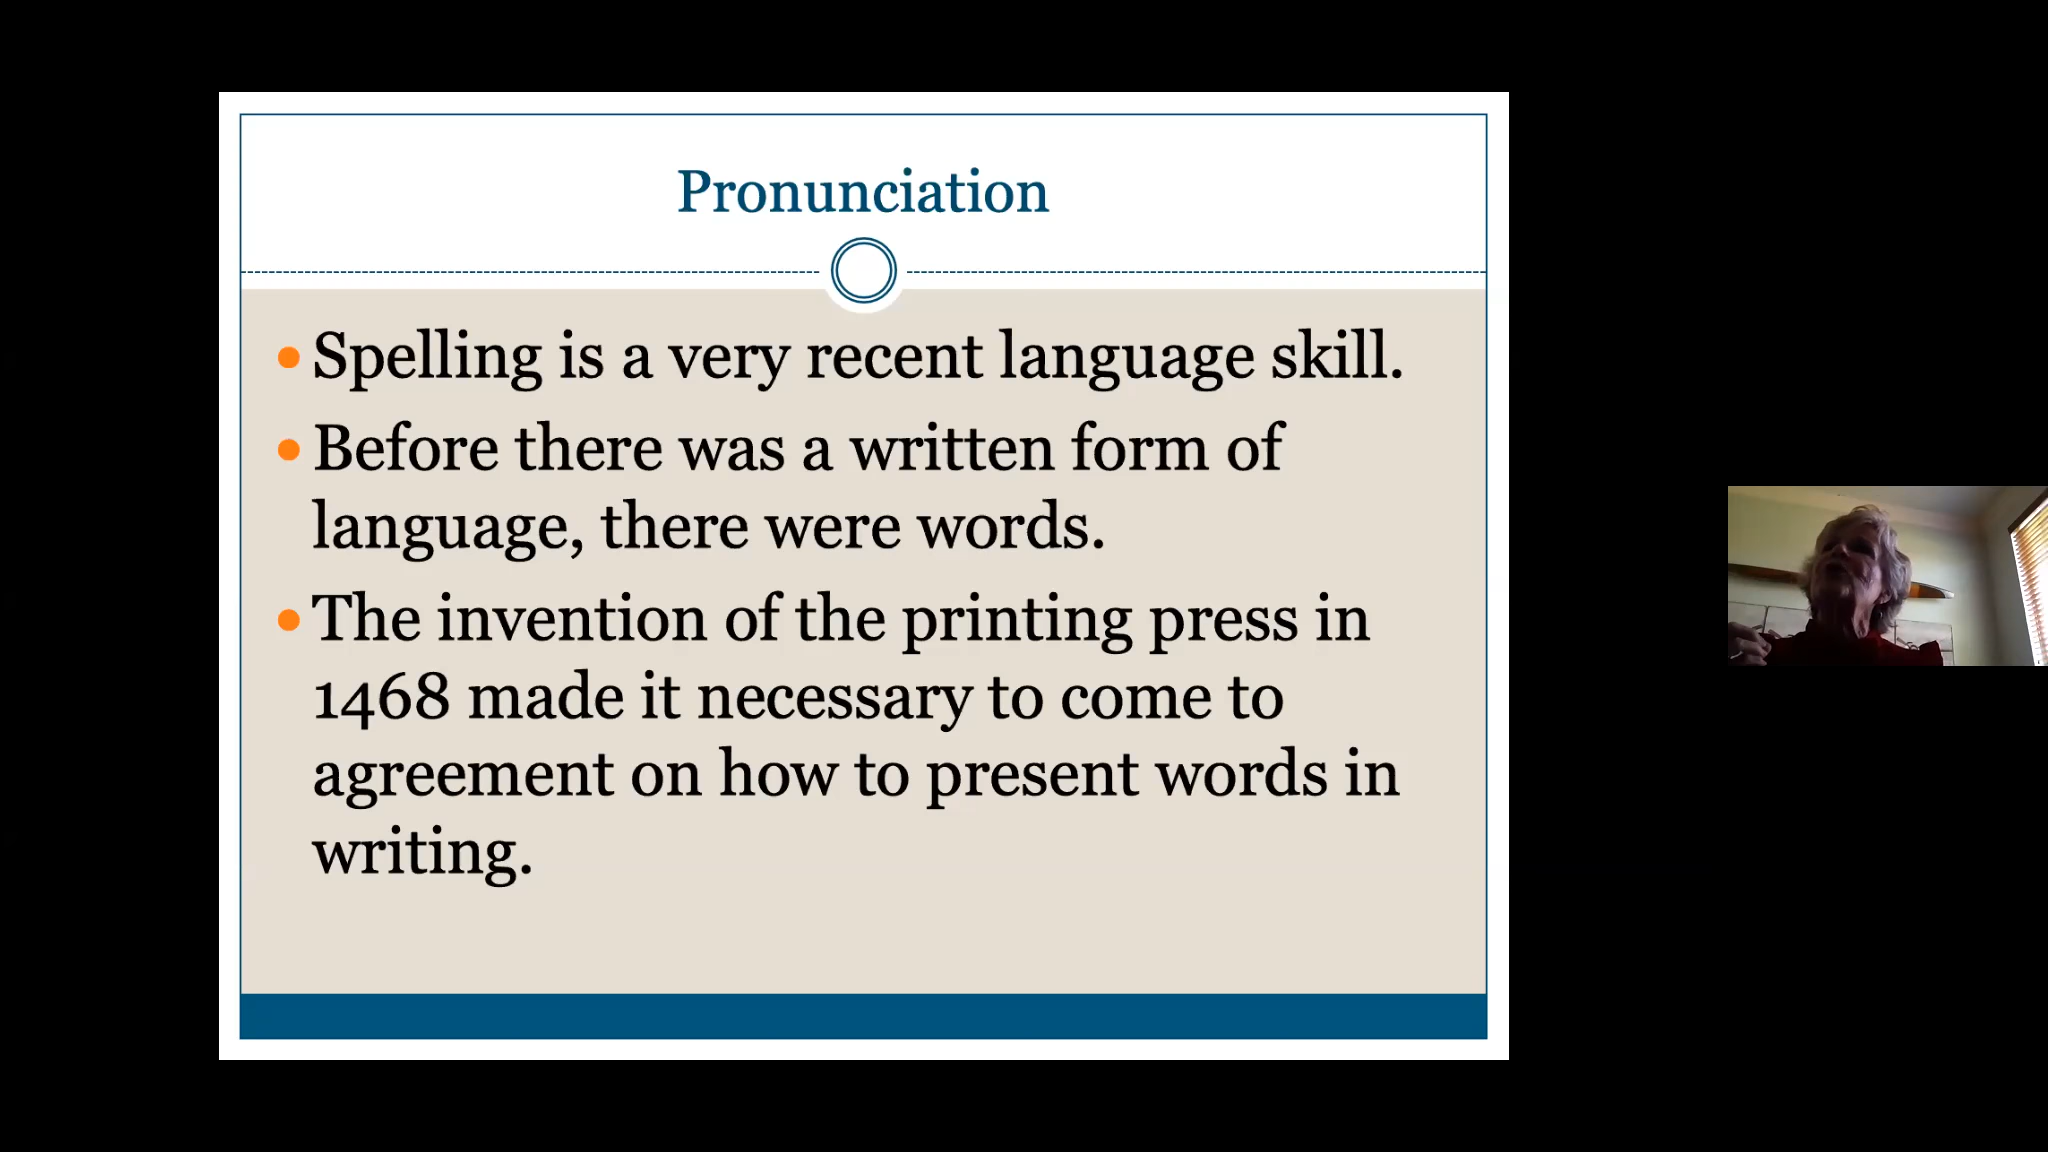 Pronunciation
Spelling is a very recent language skill.
Before there was a written form of
language, there were words.
The invention of the printing press in
1468 made it necessary to come to
agreement on how to present words in
writing.